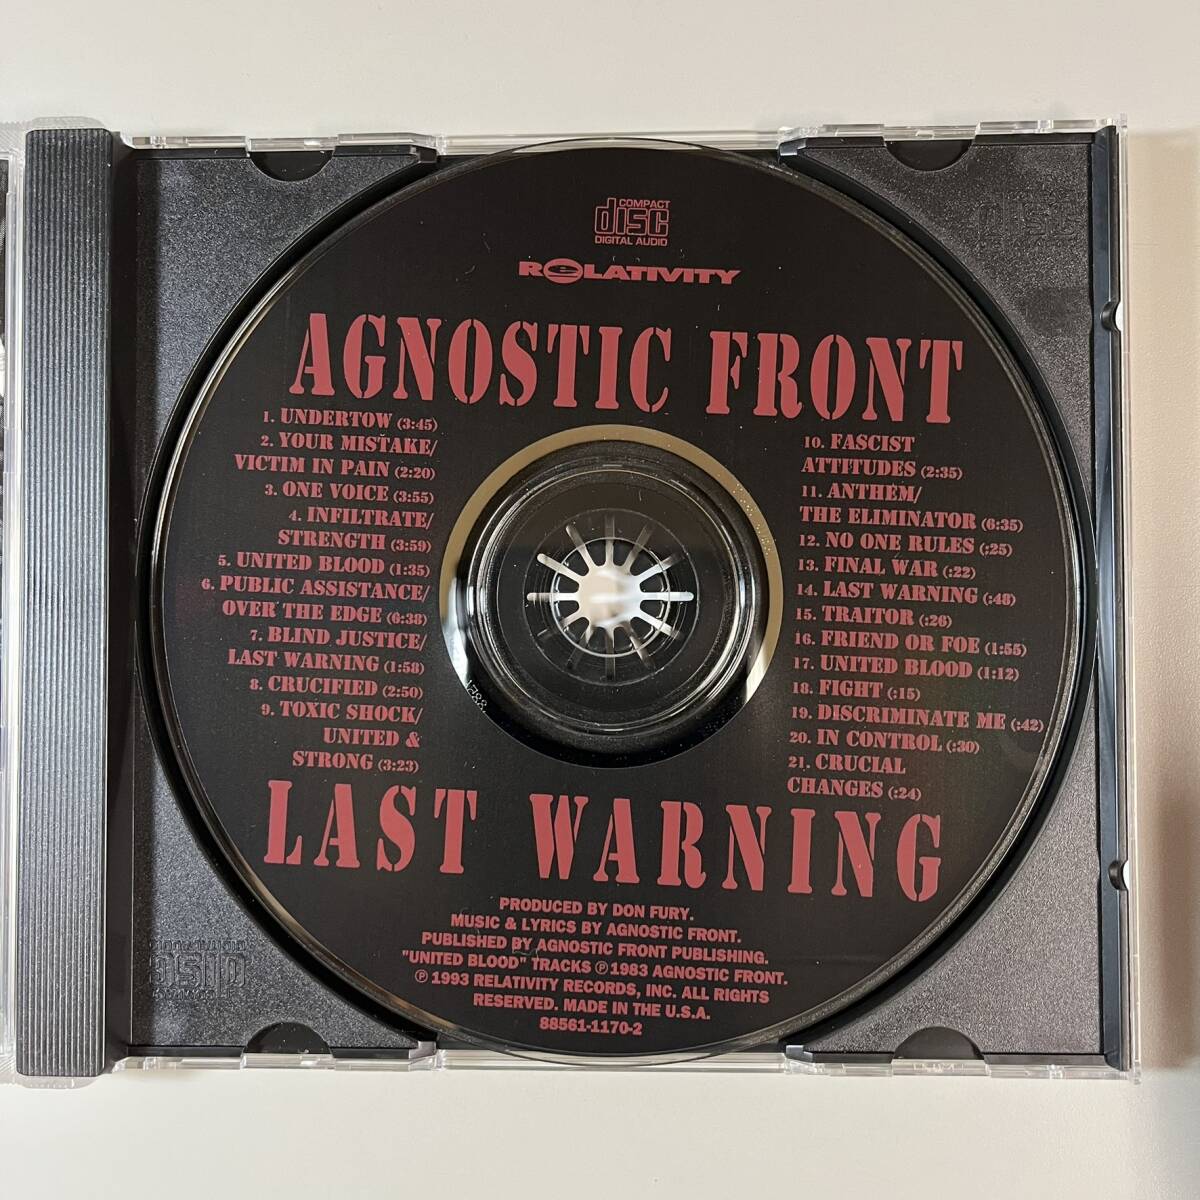 COMPACT
disc
DIGITAL AUDIO
RELATIVITY
AGNOSTIC FRONT
1. UNDERTOW (3:45)
2. YOUR MISTAKE/
VICTIM IN PAIN (2:20)
3. ONE VOICE (3:55)
4. INFILTRATE/
STRENGTH (3:59)
5. UNITED BLOOD (1:35)
6. PUBLIC ASSISTANCE/
OVER THE EDGE (6:38)
7. BLIND JUSTICE/
LAST WARNING (1:58)
8. CRUCIFIED (2:50)
9. TOXIC SHOCK/
UNITED &
STRONG (3:23)
10. FASCIST
ATTITUDES (2:35)
11. ANTHEM/
THE ELIMINATOR (6:35)
12. NO ONE RULES (:25)
13. FINAL WAR (:22)
14. LAST WARNING (:48)
15. TRAITOR (:26)
16. FRIEND OR FOE (1:55)
17. UNITED BLOOD (1:12)
18. FIGHT (:15)
19. DISCRIMINATE ME (:42)
20. IN CONTROL (:30)
21. CRUCIAL
CHANGES (:24)
LAST WARNING
PRODUCED BY DON FURY.
MUSIC & LYRICS BY AGNOSTIC FRONT.
PUBLISHED BY AGNOSTIC FRONT PUBLISHING.
"UNITED BLOOD" TRACKS ℗ 1983 AGNOSTIC FRONT.
℗ 1993 RELATIVITY RECORDS, INC. ALL RIGHTS
RESERVED. MADE IN THE U.S.A.
88561-1170-2